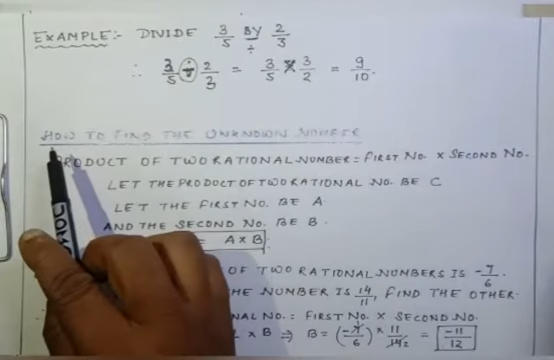 EXAMPLE:- DIVIDE 3/5 BY ÷ 2/3
∴ 3/5 ÷ 2/3 = 3/5 × 3/2 = 9/10.
HOW TO FIND THE UNKNOWN NUMBER
PRODUCT OF TWO RATIONAL NUMBER = FIRST NO. × SECOND NO.
LET THE PRODUCT OF TWO RATIONAL NO. BE C
LET THE FIRST NO. BE A
AND THE SECOND NO. BE B.
= A × B
OF TWO RATIONAL NUMBERS IS -7/6.
NUMBER IS 14/11, FIND THE OTHER.
NO. = FIRST NO. × SECOND NO.
× B ⇒ B = (-7/6) × 11/14 2 = -11/12